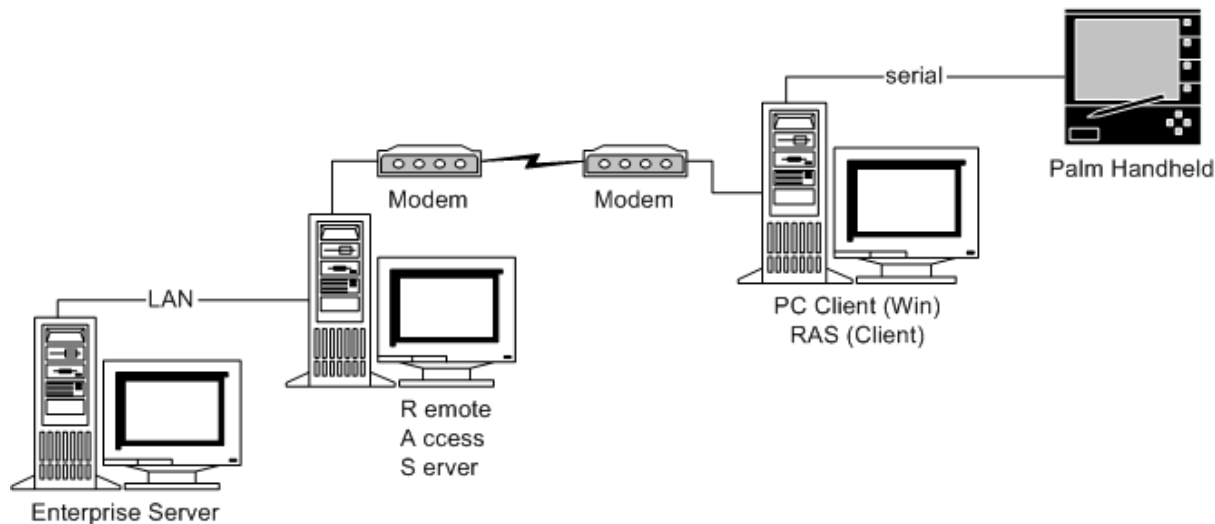 serial
Palm Handheld
Modem
Modem
PC Client (Win)
RAS (Client)
LAN
R emote
A ccess
S erver
Enterprise Server